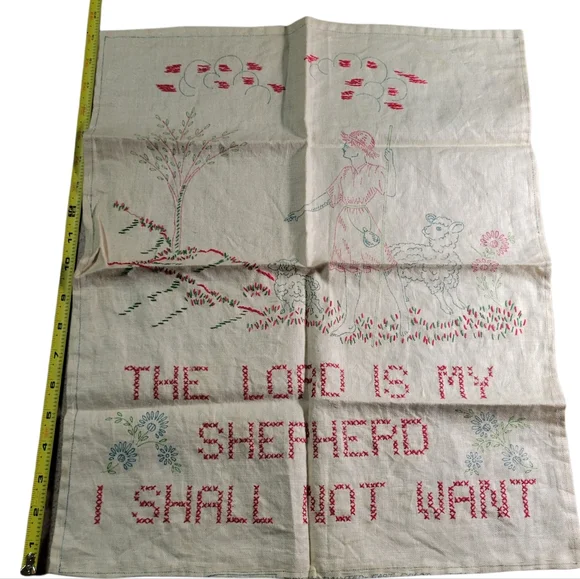 THE LORD IS MY
SHEPHERD
I SHALL NOT WANT